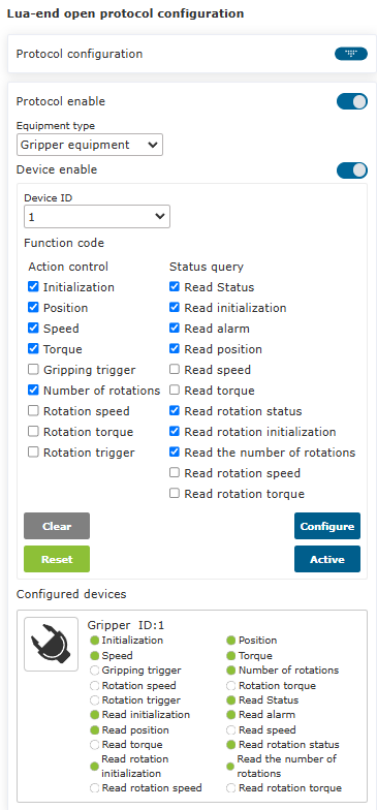 Lua-end open protocol configuration
Protocol configuration
Protocol enable
Equipment type
Gripper equipment
Device enable
Device ID
1
Function code
Action control Status query
Initialization Read Status
Position Read initialization
Speed Read alarm
Torque Read position
Gripping trigger Read speed
Number of rotations Read torque
Rotation speed Read rotation status
Rotation torque Read rotation initialization
Rotation trigger Read the number of rotations
Read rotation speed
Read rotation torque
Clear Configure
Reset Active
Configured devices
Gripper ID:1
Initialization Position
Speed Torque
Gripping trigger Number of rotations
Rotation speed Rotation torque
Rotation trigger Read Status
Read initialization Read alarm
Read position Read speed
Read torque Read rotation status
Read rotation Read the number of
initialization rotations
Read rotation speed Read rotation torque